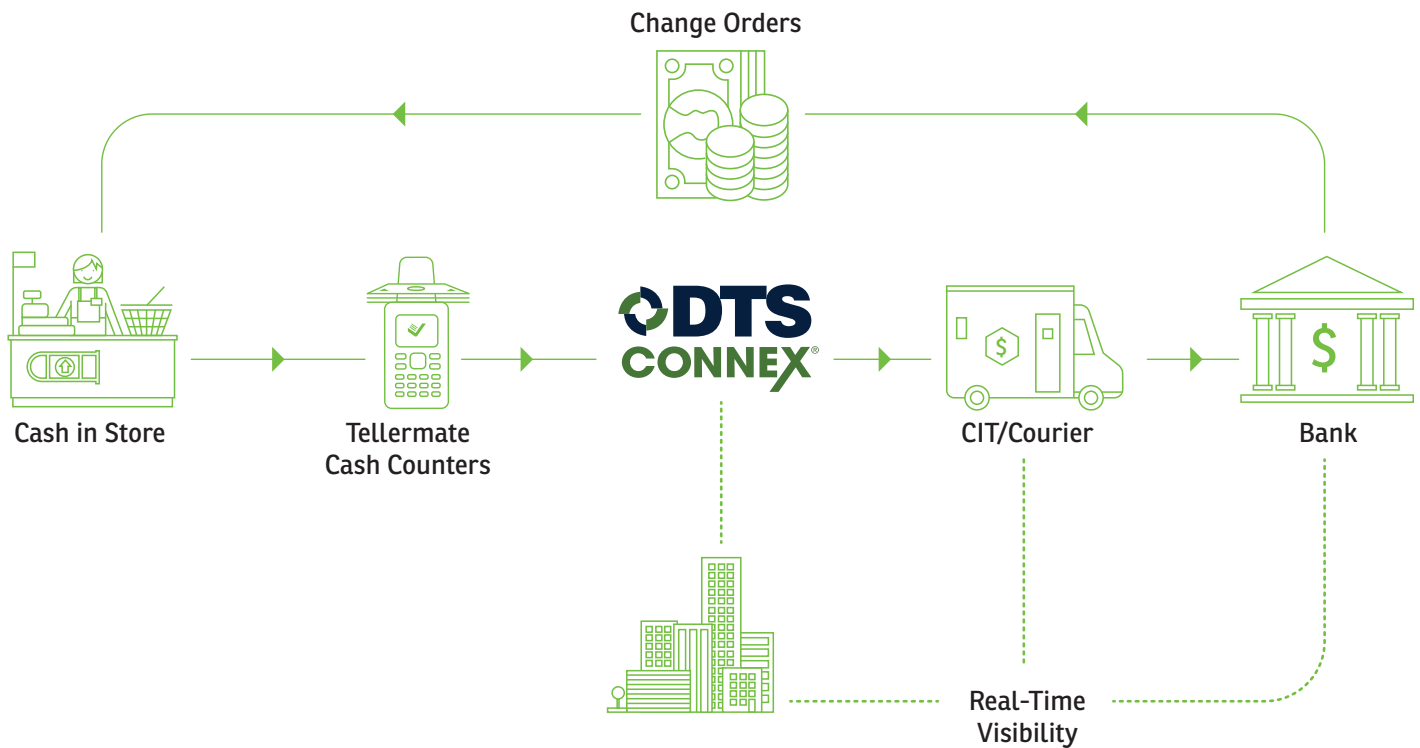 Change Orders
DTS
CONNEX®
Cash in Store
Tellermate
Cash Counters
CIT/Courier
Bank
$
$
Real-Time
Visibility